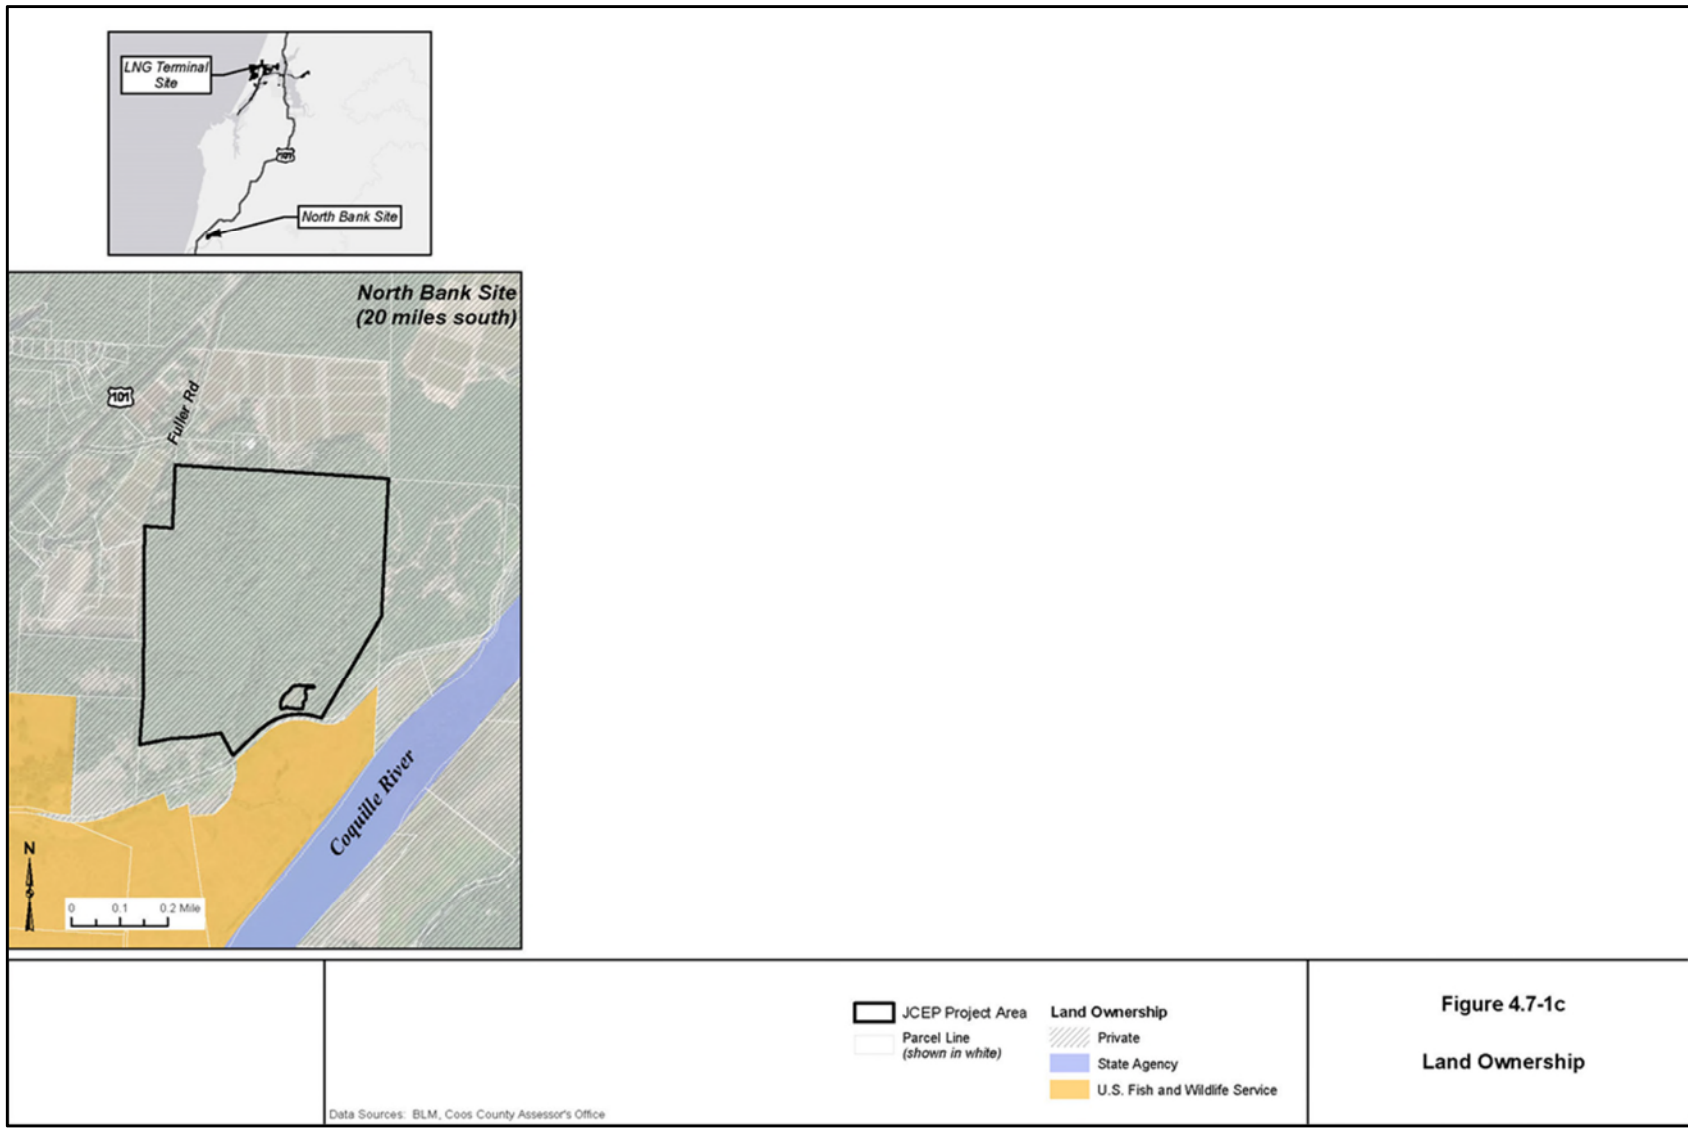 LNG Terminal
Site
101
North Bank Site
North Bank Site
(20 miles south)
101
Fuller Rd
Coquille River
N
0 0.1 0.2 Mile
JCEP Project Area
Parcel Line
(shown in white)
Land Ownership
Private
State Agency
U.S. Fish and Wildlife Service
Data Sources: BLM, Coos County Assessor's Office
Figure 4.7-1c
Land Ownership